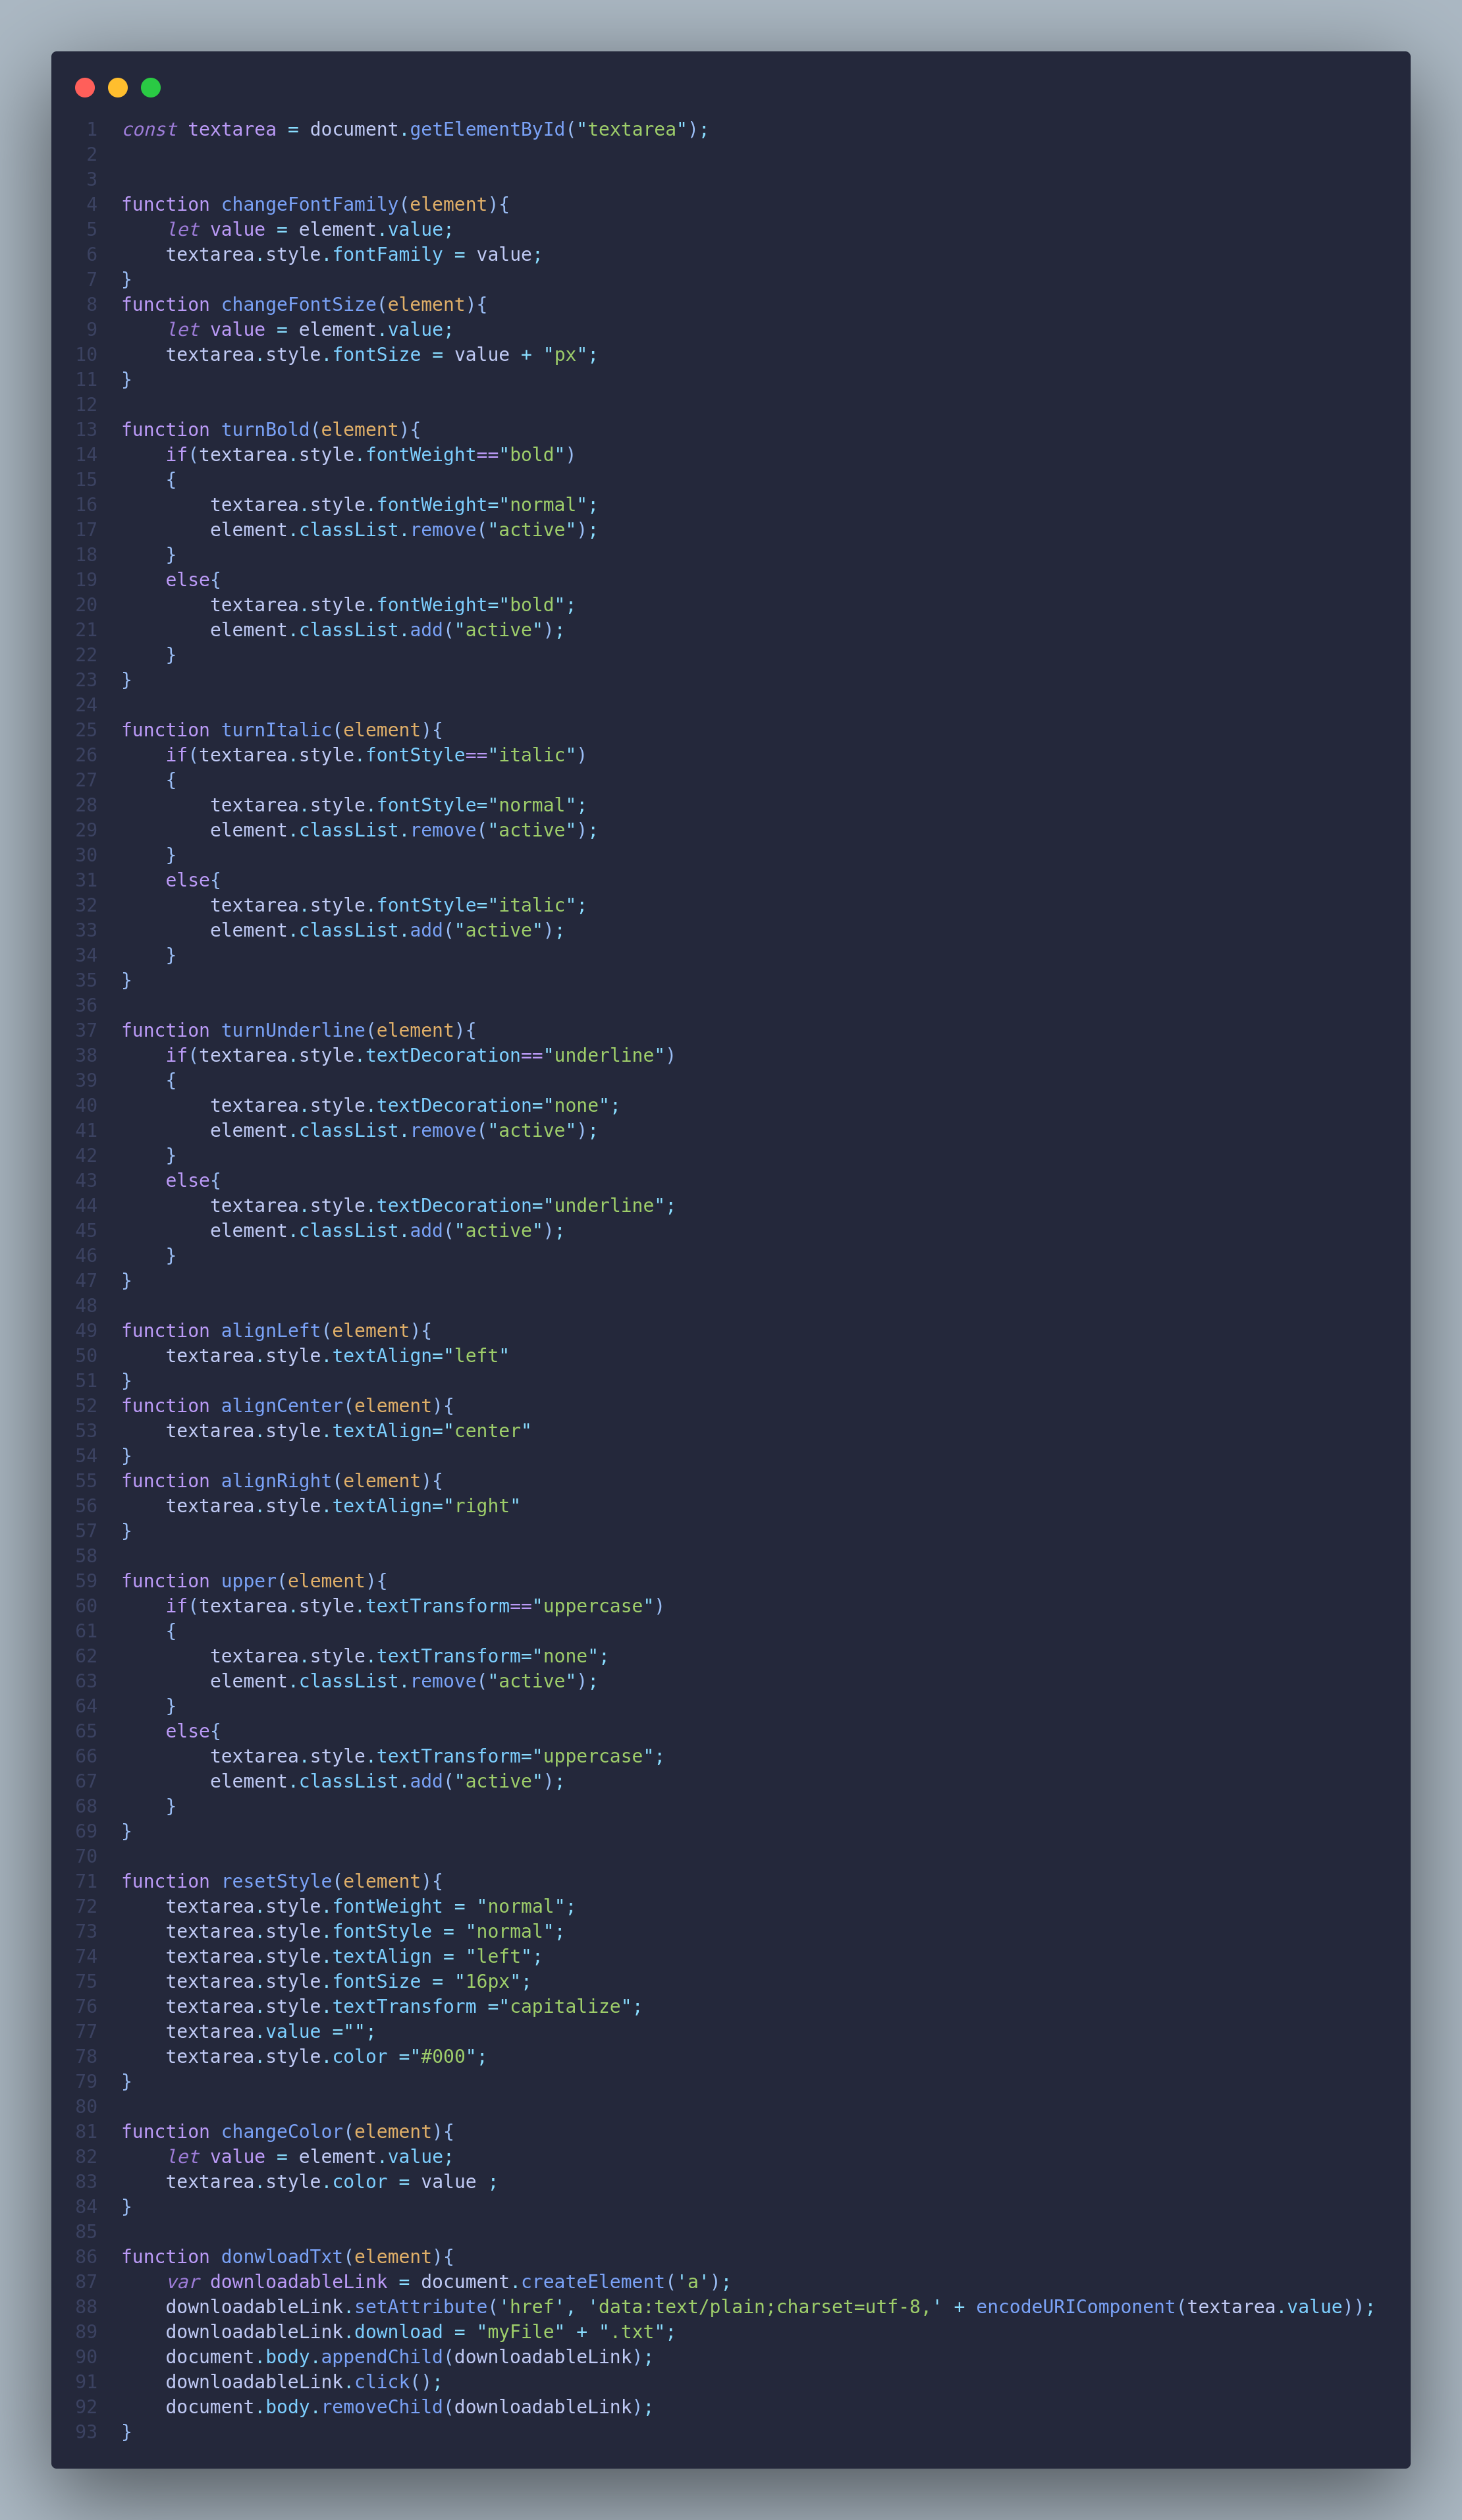 1 const textarea = document.getElementById("textarea");
2
3
4 function changeFontFamily(element){
5     let value = element.value;
6     textarea.style.fontFamily = value;
7 }
8 function changeFontSize(element){
9     let value = element.value;
10     textarea.style.fontSize = value + "px";
11 }
12
13 function turnBold(element){
14     if(textarea.style.fontWeight=="bold")
15     {
16         textarea.style.fontWeight="normal";
17         element.classList.remove("active");
18     }
19     else{
20         textarea.style.fontWeight="bold";
21         element.classList.add("active");
22     }
23 }
24
25 function turnItalic(element){
26     if(textarea.style.fontStyle=="italic")
27     {
28         textarea.style.fontStyle="normal";
29         element.classList.remove("active");
30     }
31     else{
32         textarea.style.fontStyle="italic";
33         element.classList.add("active");
34     }
35 }
36
37 function turnUnderline(element){
38     if(textarea.style.textDecoration=="underline")
39     {
40         textarea.style.textDecoration="none";
41         element.classList.remove("active");
42     }
43     else{
44         textarea.style.textDecoration="underline";
45         element.classList.add("active");
46     }
47 }
48
49 function alignLeft(element){
50     textarea.style.textAlign="left"
51 }
52 function alignCenter(element){
53     textarea.style.textAlign="center"
54 }
55 function alignRight(element){
56     textarea.style.textAlign="right"
57 }
58
59 function upper(element){
60     if(textarea.style.textTransform=="uppercase")
61     {
62         textarea.style.textTransform="none";
63         element.classList.remove("active");
64     }
65     else{
66         textarea.style.textTransform="uppercase";
67         element.classList.add("active");
68     }
69 }
70
71 function resetStyle(element){
72     textarea.style.fontWeight = "normal";
73     textarea.style.fontStyle = "normal";
74     textarea.style.textAlign = "left";
75     textarea.style.fontSize = "16px";
76     textarea.style.textTransform ="capitalize";
77     textarea.value ="";
78     textarea.style.color ="#000";
79 }
80
81 function changeColor(element){
82     let value = element.value;
83     textarea.style.color = value ;
84 }
85
86 function donwloadTxt(element){
87     var downloadableLink = document.createElement('a');
88     downloadableLink.setAttribute('href', 'data:text/plain;charset=utf-8,' + encodeURIComponent(textarea.value));
89     downloadableLink.download = "myFile" + ".txt";
90     document.body.appendChild(downloadableLink);
91     downloadableLink.click();
92     document.body.removeChild(downloadableLink);
93 }